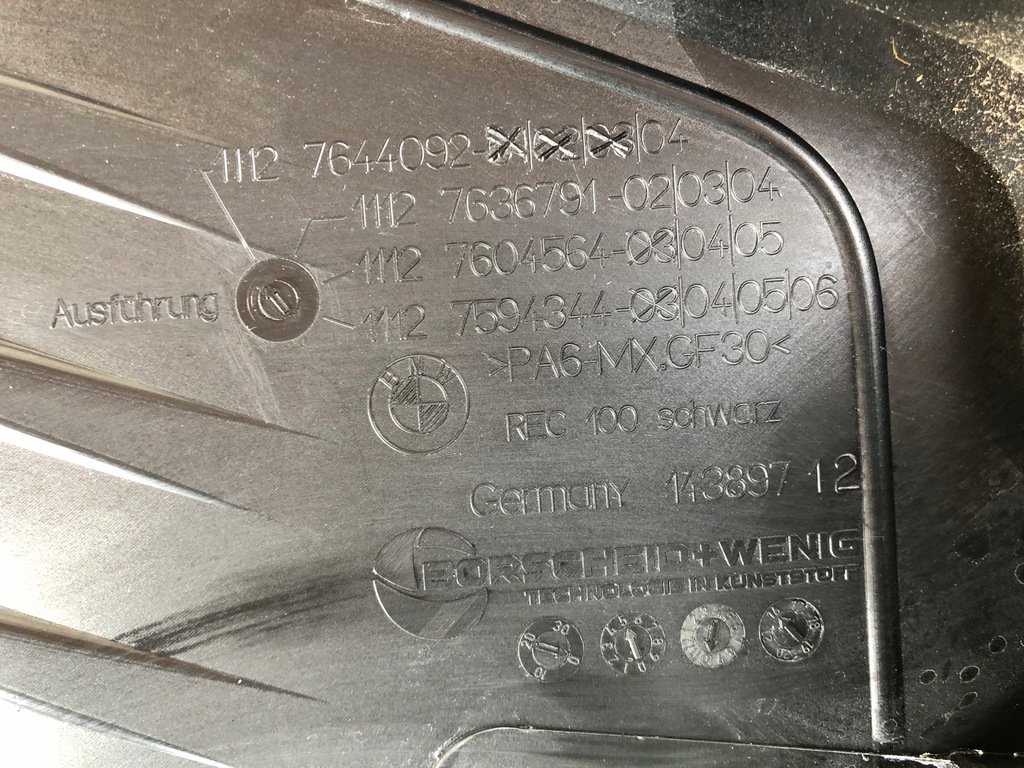 1112 7644092-01|02|03|04
1112 7636791-02|03|04
1112 7604564-03|04|05
Ausführung
1112 7594344-03|04|05|06
BMW
>PA6-MX.GF30<
REC 100 schwarz
Germany 143897 12
BORSCHEID+WENIG
TECHNOLOGIE IN KUNSTSTOFF